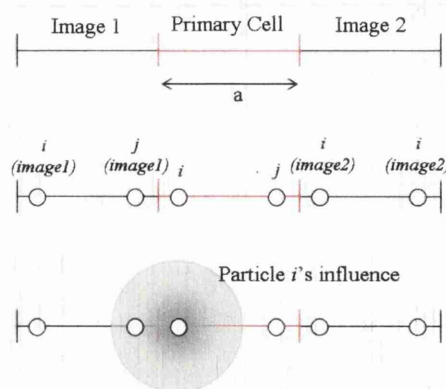 Image 1 Primary Cell Image 2
a
i j i j i i
(image1) (image1) (image2) (image2)
Particle i's influence